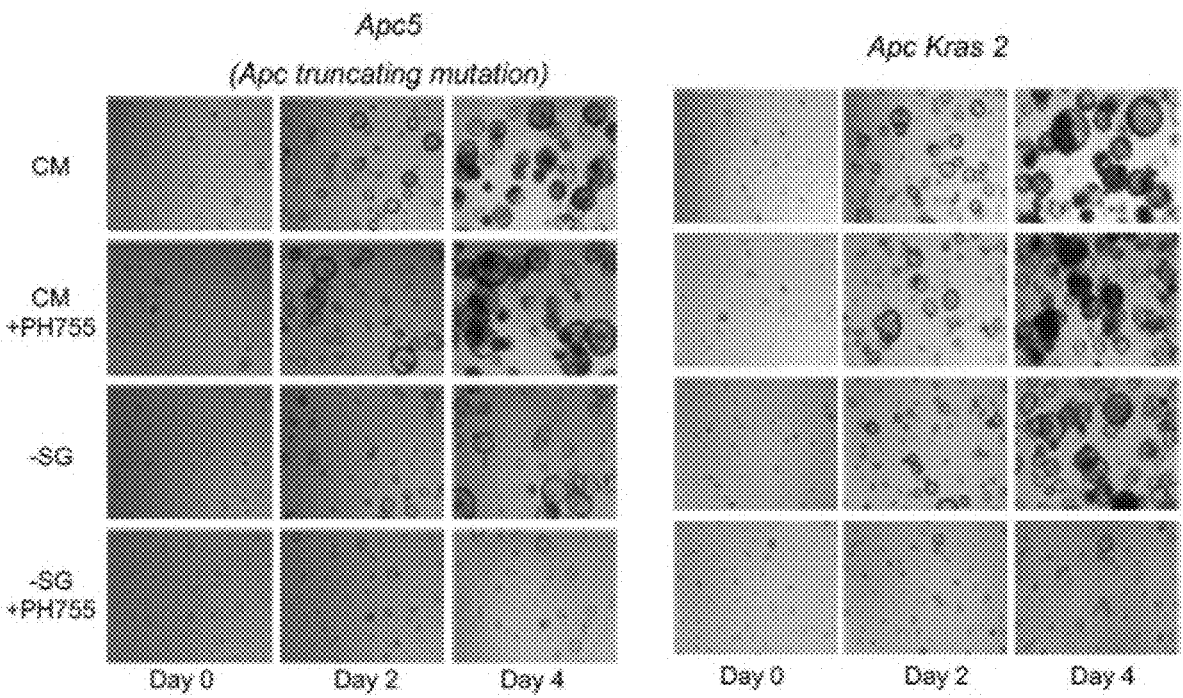 Apc5
(Apc truncating mutation)
Apc Kras 2
CM
CM
+PH755
-SG
-SG
+PH755
Day 0
Day 2
Day 4
Day 0
Day 2
Day 4